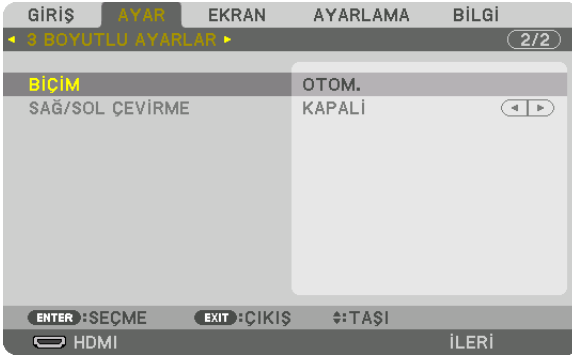 GİRİŞ AYAR EKRAN AYARLAMA BİLGİ
3 BOYUTLU AYARLAR 2/2
BİÇİM OTOM.
SAĞ/SOL ÇEVİRME KAPALİ
ENTER :SEÇME EXIT :ÇIKIŞ :TAŞI
HDMI İLERİ